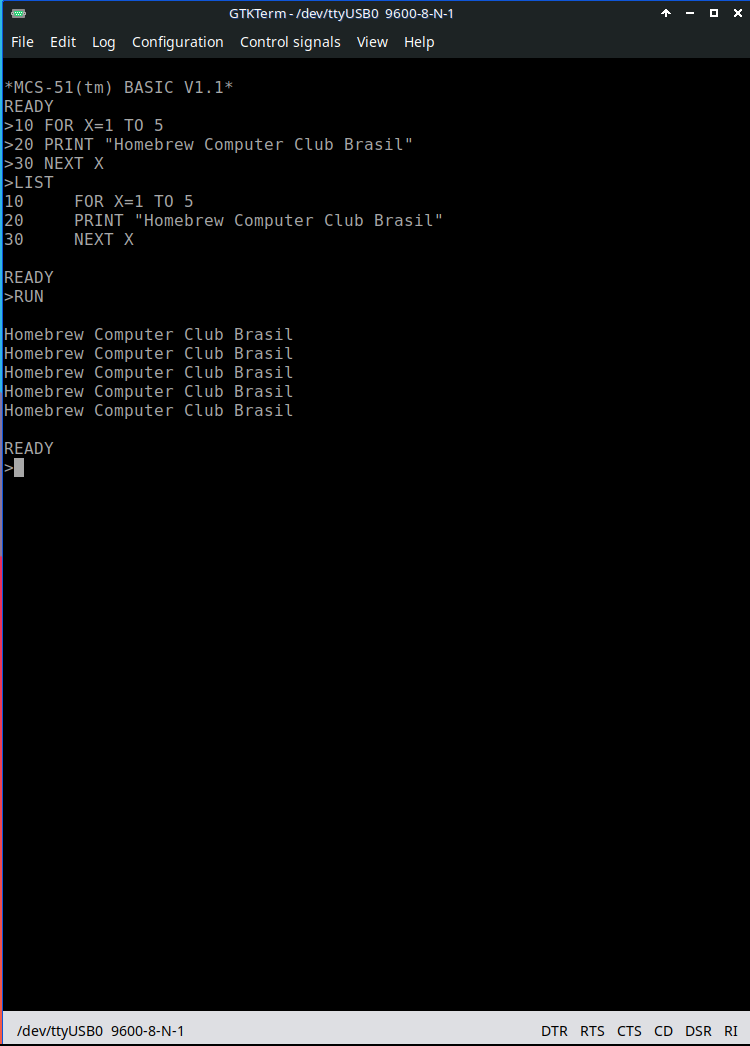 GTKTerm - /dev/ttyUSB0 9600-8-N-1
File Edit Log Configuration Control signals View Help
*MCS-51(tm) BASIC V1.1*
READY
>10 FOR X=1 TO 5
>20 PRINT "Homebrew Computer Club Brasil"
>30 NEXT X
>LIST
10     FOR X=1 TO 5
20     PRINT "Homebrew Computer Club Brasil"
30     NEXT X
READY
>RUN
Homebrew Computer Club Brasil
Homebrew Computer Club Brasil
Homebrew Computer Club Brasil
Homebrew Computer Club Brasil
Homebrew Computer Club Brasil
READY
>
/dev/ttyUSB0 9600-8-N-1 DTR RTS CTS CD DSR RI